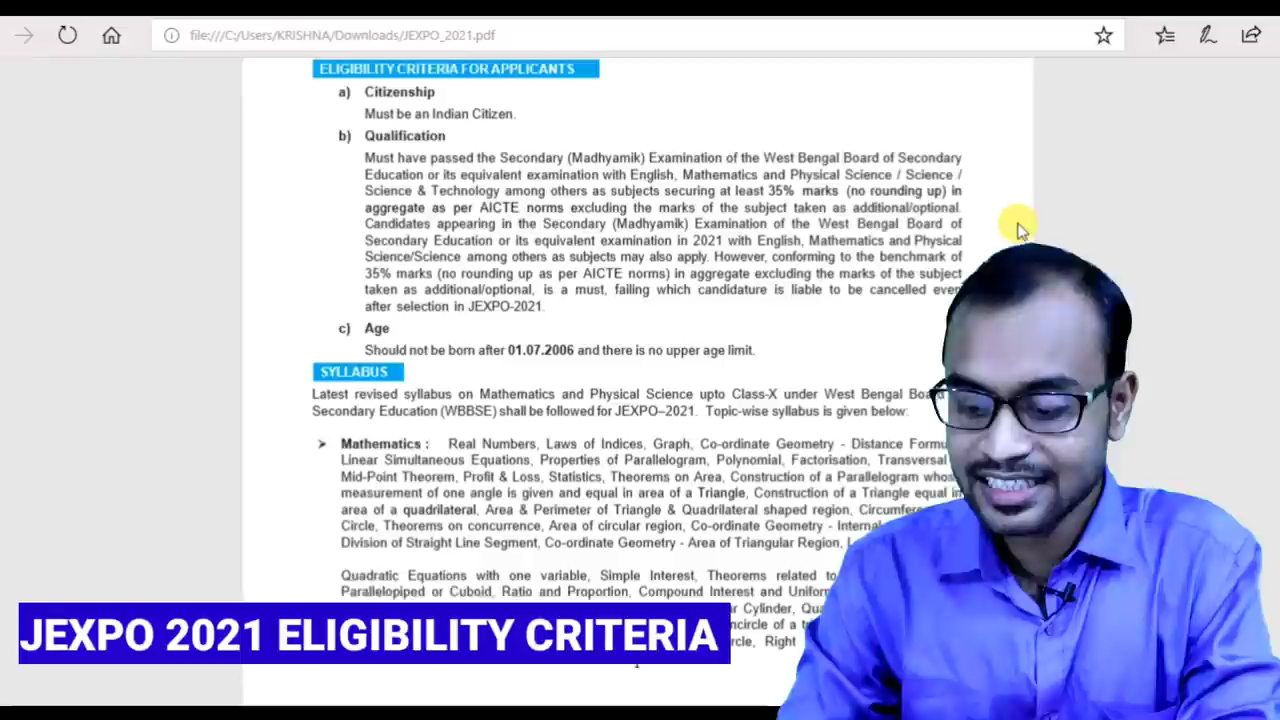 file:///C:/Users/KRISHNA/Downloads/JEXPO_2021.pdf
ELIGIBILITY CRITERIA FOR APPLICANTS
a) Citizenship
Must be an Indian Citizen.
b) Qualification
Must have passed the Secondary (Madhyamik) Examination of the West Bengal Board of Secondary
Education or its equivalent examination with English, Mathematics and Physical Science / Science /
Science & Technology among others as subjects securing at least 35% marks (no rounding up) in
aggregate as per AICTE norms excluding the marks of the subject taken as additional/optional.
Candidates appearing in the Secondary (Madhyamik) Examination of the West Bengal Board of
Secondary Education or its equivalent examination in 2021 with English, Mathematics and Physical
Science/Science among others as subjects may also apply. However, conforming to the benchmark of
35% marks (no rounding up as per AICTE norms) in aggregate excluding the marks of the subject
taken as additional/optional, is a must, failing which candidature is liable to be cancelled even
after selection in JEXPO-2021.
c) Age
Should not be born after 01.07.2006 and there is no upper age limit.
SYLLABUS
Latest revised syllabus on Mathematics and Physical Science upto Class-X under West Bengal
Secondary Education (WBBSE) shall be followed for JEXPO–2021. Topic-wise syllabus is given below:
➤ Mathematics : Real Numbers, Laws of Indices, Graph, Co-ordinate Geometry - Distance
Linear Simultaneous Equations, Properties of Parallelogram, Polynomial, Factorisation, Transversal
Mid-Point Theorem, Profit & Loss, Statistics, Theorems on Area, Construction of a Parallelogram
measurement of one angle is given and equal in area of a Triangle, Construction of a Triangle equal in
area of a quadrilateral, Area & Perimeter of Triangle & Quadrilateral shaped region,
Circle, Theorems on concurrence, Area of circular region, Co-ordinate Geometry -
Division of Straight Line Segment, Co-ordinate Geometry - Area of Triangular Region,
Quadratic Equations with one variable, Simple Interest, Theorems related to
Parallelopiped or Cuboid, Ratio and Proportion, Compound Interest and
Cylinder,
of a
Right
JEXPO 2021 ELIGIBILITY CRITERIA